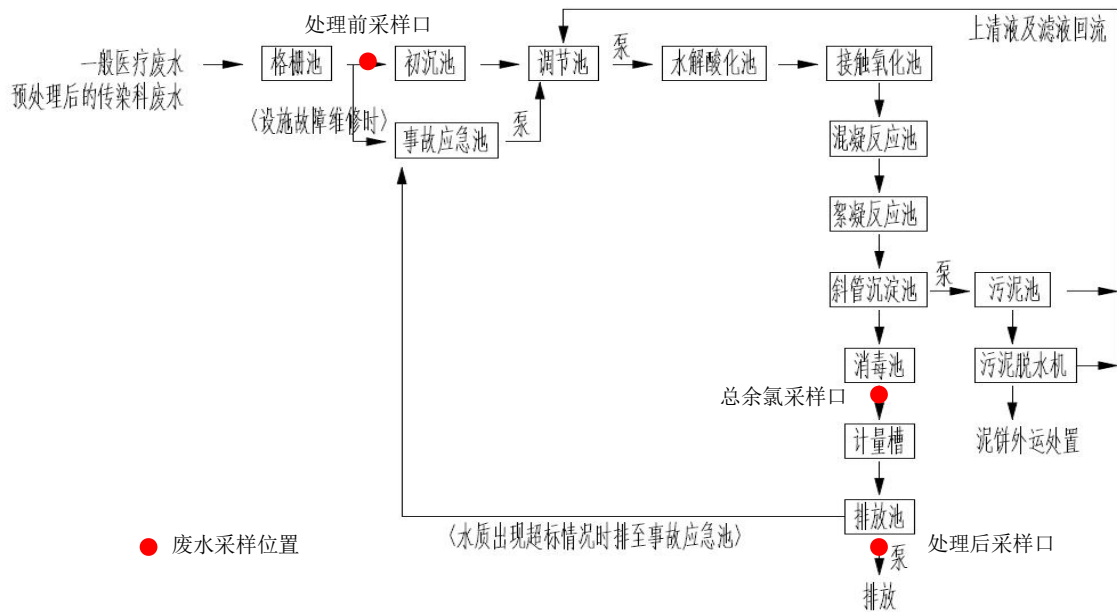 处理前采样口
上清液及滤液回流
一般医疗废水
预处理后的传染科废水
格栅池
初沉池
调节池
泵
水解酸化池
接触氧化池
〈设施故障维修时〉
事故应急池
泵
混凝反应池
絮凝反应池
斜管沉淀池
泵
污泥池
消毒池
污泥脱水机
总余氯采样口
计量槽
泥饼外运处置
排放池
〈水质出现超标情况时排至事故应急池〉
废水采样位置
处理后采样口
泵
排放